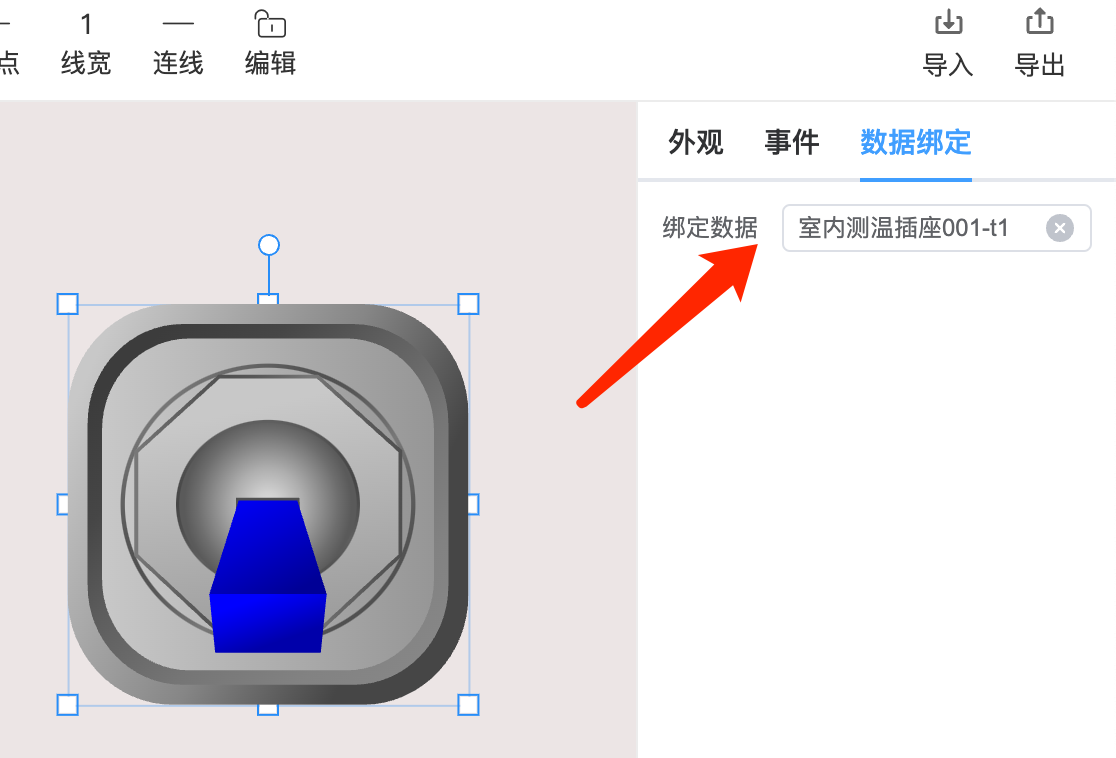 点
1
线宽
连线
编辑
导入
导出
外观
事件
数据绑定
绑定数据
室内测温插座001-t1